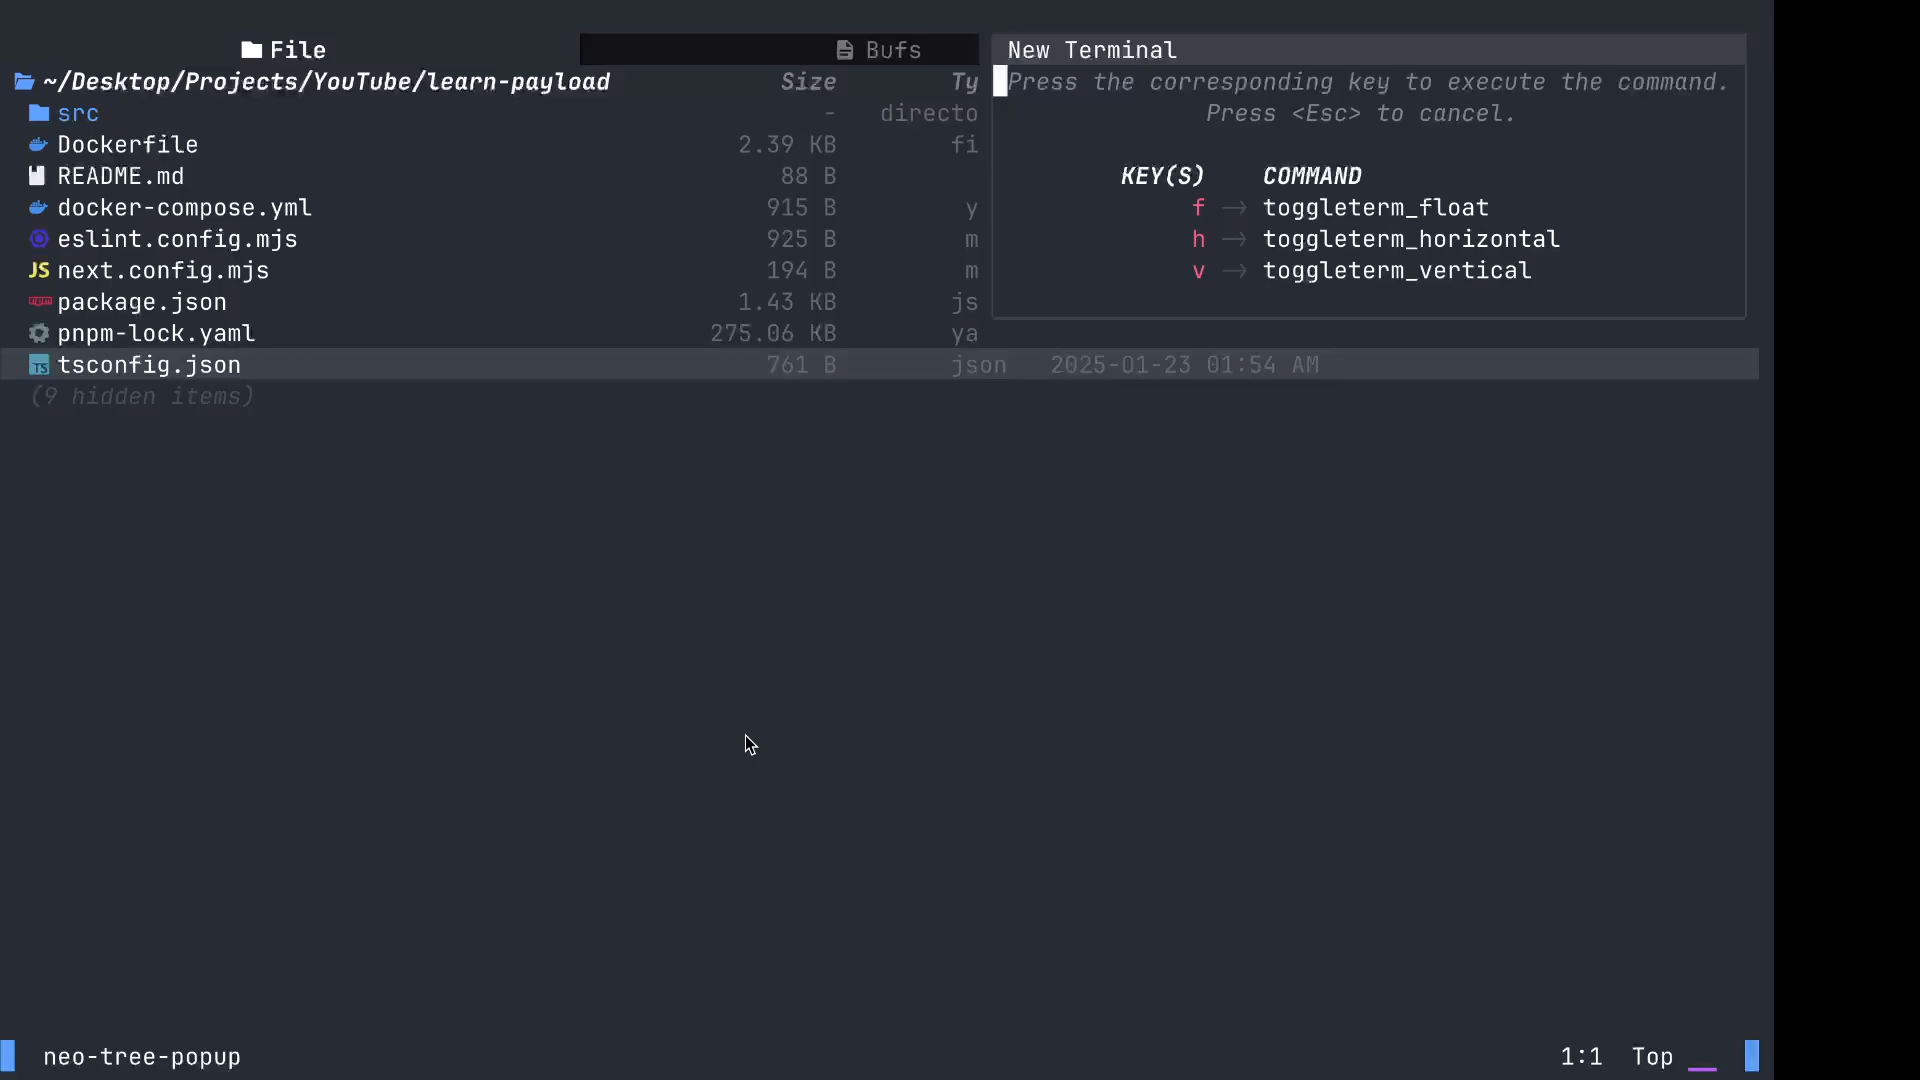 File Bufs New Terminal
~/Desktop/Projects/YouTube/learn-payload Size Ty Press the corresponding key to execute the command.
src - directo Press <Esc> to cancel.
Dockerfile 2.39 KB fi
README.md 88 B KEY(S) COMMAND
docker-compose.yml 915 B y f → toggleterm_float
eslint.config.mjs 925 B m h → toggleterm_horizontal
JS next.config.mjs 194 B m v → toggleterm_vertical
package.json 1.43 KB js
pnpm-lock.yaml 275.06 KB ya
TS tsconfig.json 761 B json 2025-01-23 01:54 AM
(9 hidden items)
neo-tree-popup 1:1 Top